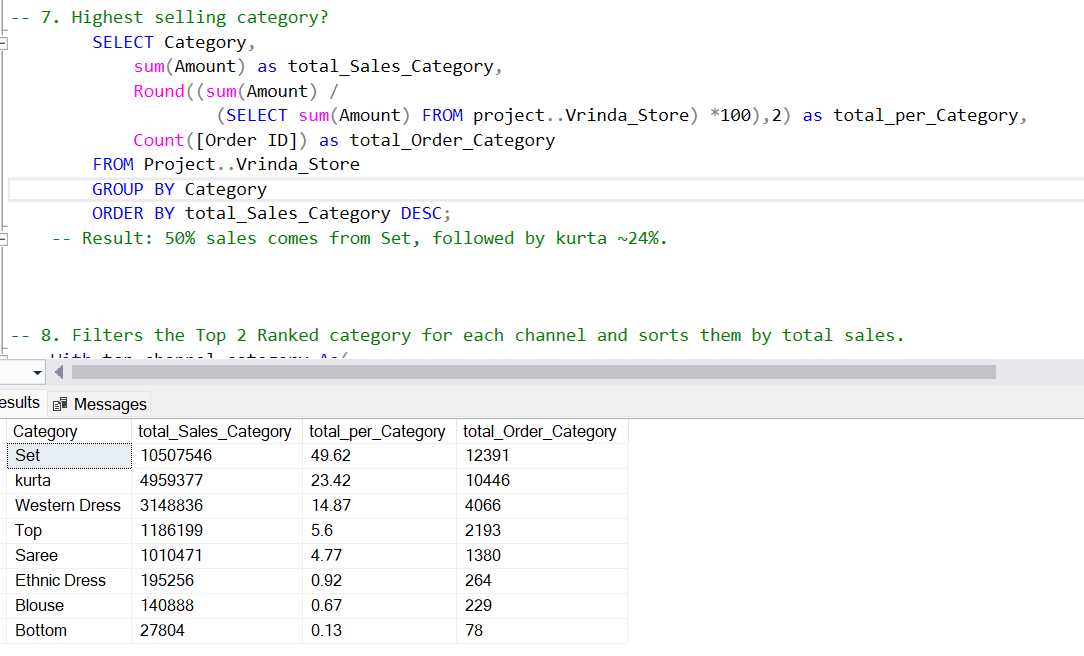 -- 7. Highest selling category?
SELECT Category,
sum(Amount) as total_Sales_Category,
Round((sum(Amount) /
(SELECT sum(Amount) FROM project..Vrinda_Store) *100),2) as total_per_Category,
Count([Order ID]) as total_Order_Category
FROM Project..Vrinda_Store
GROUP BY Category
ORDER BY total_Sales_Category DESC;
-- Result: 50% sales comes from Set, followed by kurta ~24%.
-- 8. Filters the Top 2 Ranked category for each channel and sorts them by total sales.
With top_channel_category As(
esults Messages
Category total_Sales_Category total_per_Category total_Order_Category
Set 10507546 49.62 12391
kurta 4959377 23.42 10446
Western Dress 3148836 14.87 4066
Top 1186199 5.6 2193
Saree 1010471 4.77 1380
Ethnic Dress 195256 0.92 264
Blouse 140888 0.67 229
Bottom 27804 0.13 78